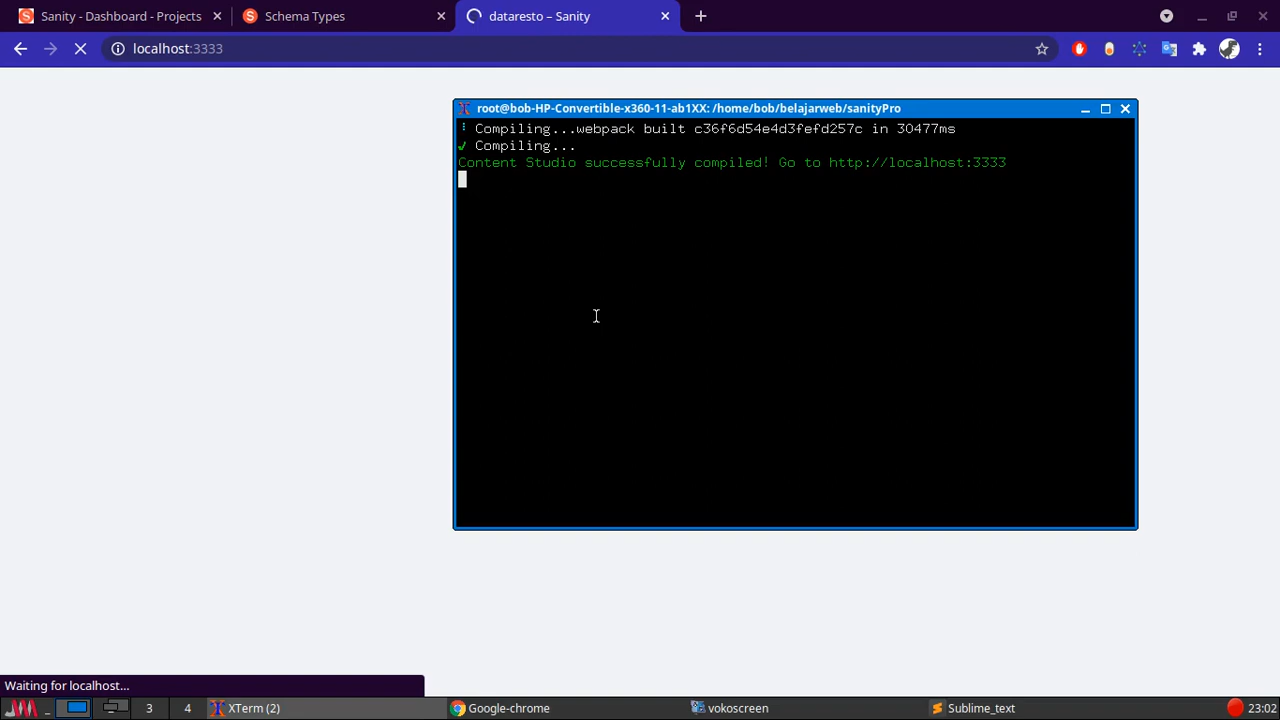 Sanity - Dashboard - Projects
Schema Types
dataresto – Sanity
localhost:3333
root@bob-HP-Convertible-x360-11-ab1XX: /home/bob/belajarweb/sanityPro
Compiling...webpack built c36f6d54e4d3fefd257c in 30477ms
✓ Compiling...
Content Studio successfully compiled! Go to http://localhost:3333
Waiting for localhost...
3
4
XTerm (2)
Google-chrome
vokoscreen
Sublime_text
23:02